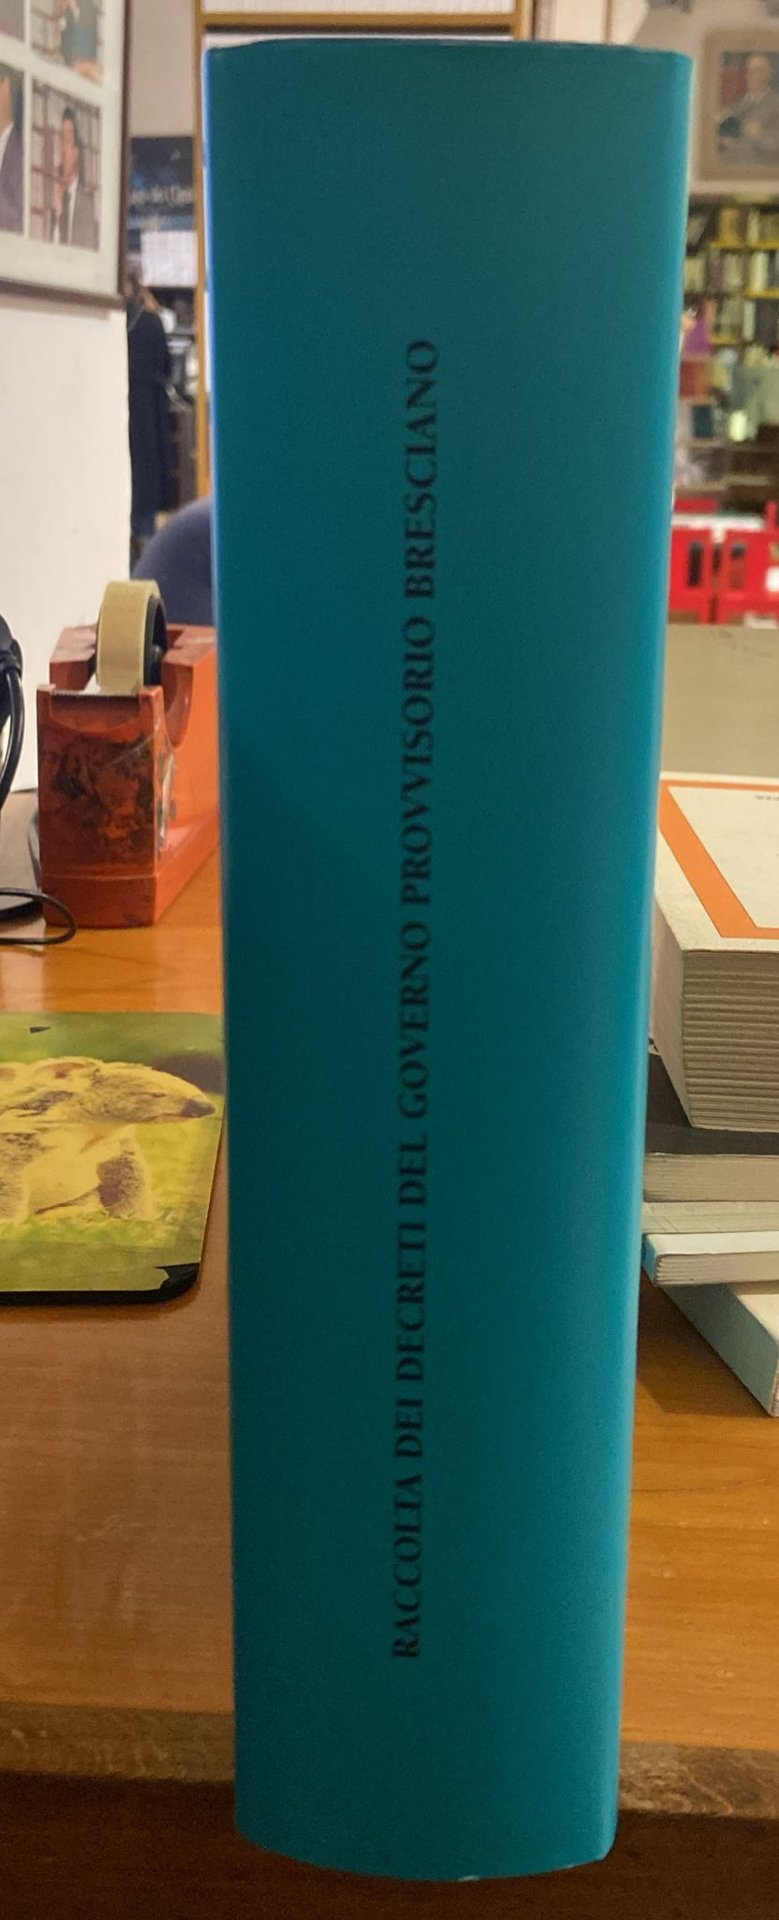 RACCOLTA DEI DECRETI DEL GOVERNO PROVVISORIO BRESCIANO